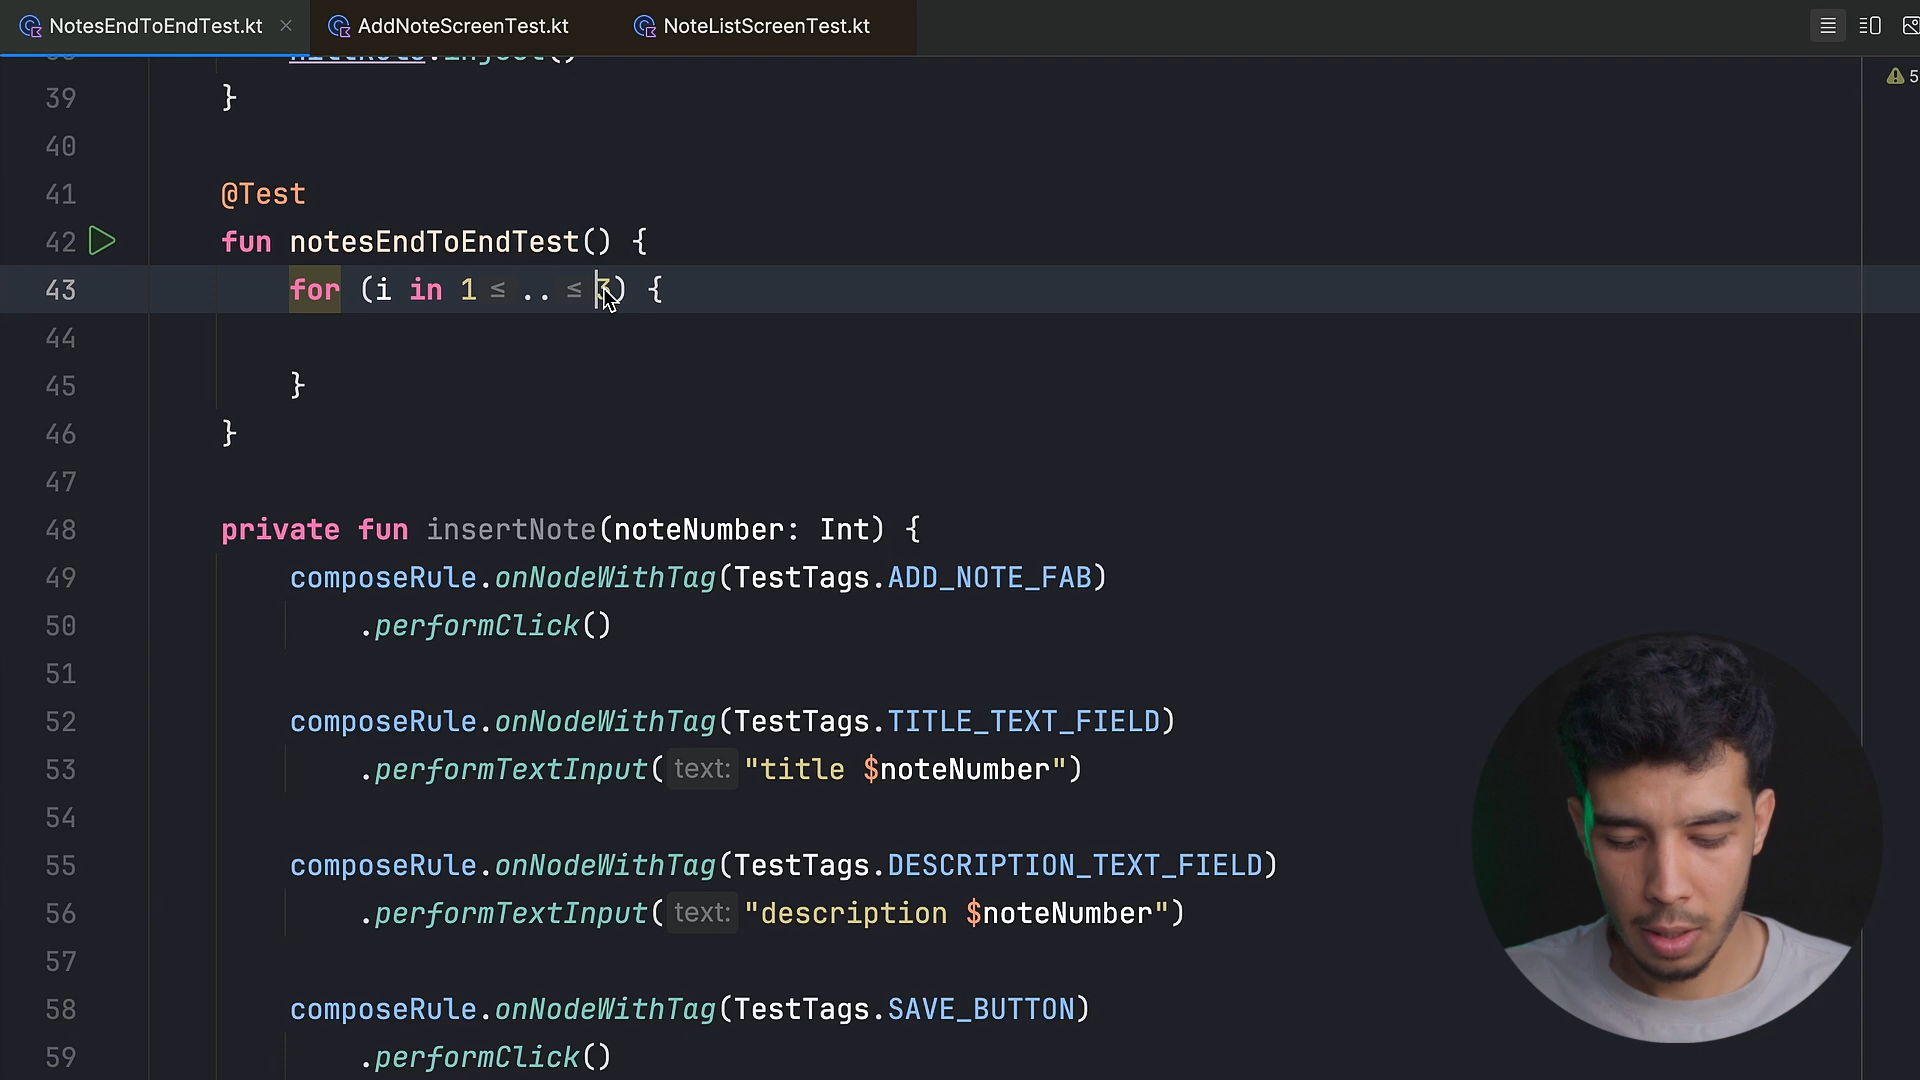 NotesEndToEndTest.kt AddNoteScreenTest.kt NoteListScreenTest.kt
5
39 }
40
41 @Test
42 fun notesEndToEndTest() {
43 for (i in 1 ≤ .. ≤ 3) {
44
45 }
46 }
47
48 private fun insertNote(noteNumber: Int) {
49 composeRule.onNodeWithTag(TestTags.ADD_NOTE_FAB)
50 .performClick()
51
52 composeRule.onNodeWithTag(TestTags.TITLE_TEXT_FIELD)
53 .performTextInput( text: "title $noteNumber")
54
55 composeRule.onNodeWithTag(TestTags.DESCRIPTION_TEXT_FIELD)
56 .performTextInput( text: "description $noteNumber")
57
58 composeRule.onNodeWithTag(TestTags.SAVE_BUTTON)
59 .performClick()